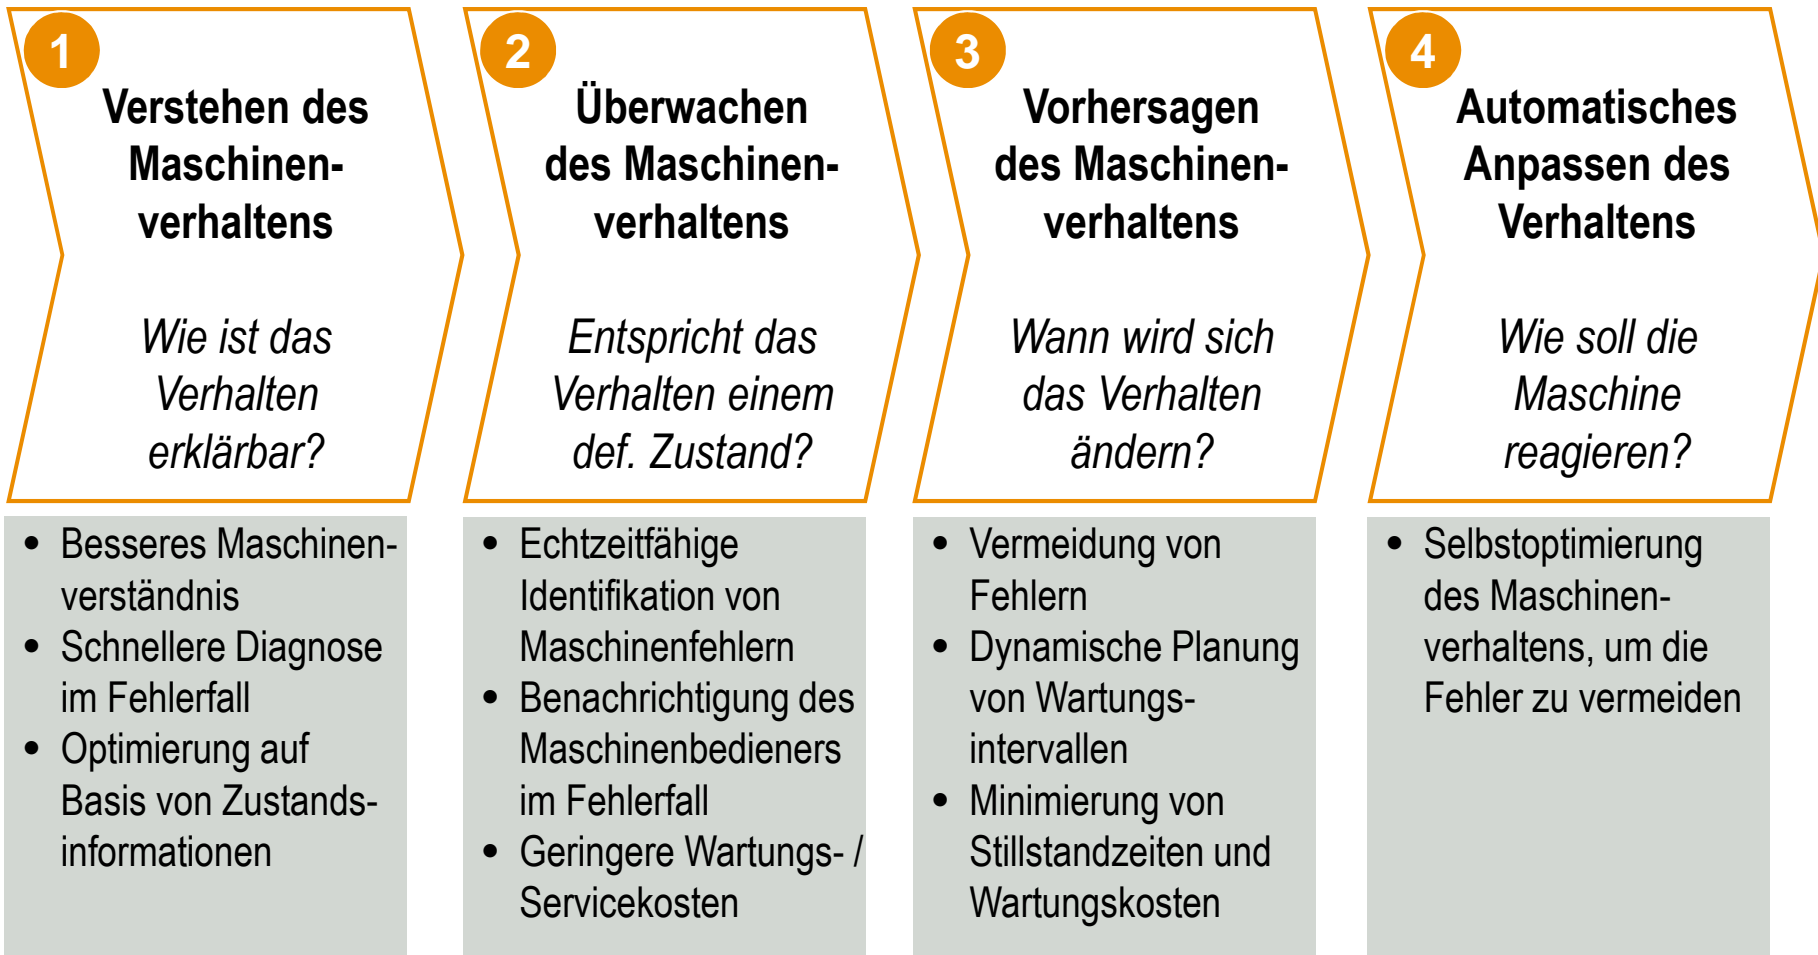 1
Verstehen des
Maschinen-
verhaltens
Wie ist das
Verhalten
erklärbar?
• Besseres Maschinen-
verständnis
• Schnellere Diagnose
im Fehlerfall
• Optimierung auf
Basis von Zustands-
informationen
2
Überwachen
des Maschinen-
verhaltens
Entspricht das
Verhalten einem
def. Zustand?
• Echtzeitfähige
Identifikation von
Maschinenfehlern
• Benachrichtigung des
Maschinenbedieners
im Fehlerfall
• Geringere Wartungs- /
Servicekosten
3
Vorhersagen
des Maschinen-
verhaltens
Wann wird sich
das Verhalten
ändern?
• Vermeidung von
Fehlern
• Dynamische Planung
von Wartungs-
intervallen
• Minimierung von
Stillstandzeiten und
Wartungskosten
4
Automatisches
Anpassen des
Verhaltens
Wie soll die
Maschine
reagieren?
• Selbstoptimierung
des Maschinen-
verhaltens, um die
Fehler zu vermeiden